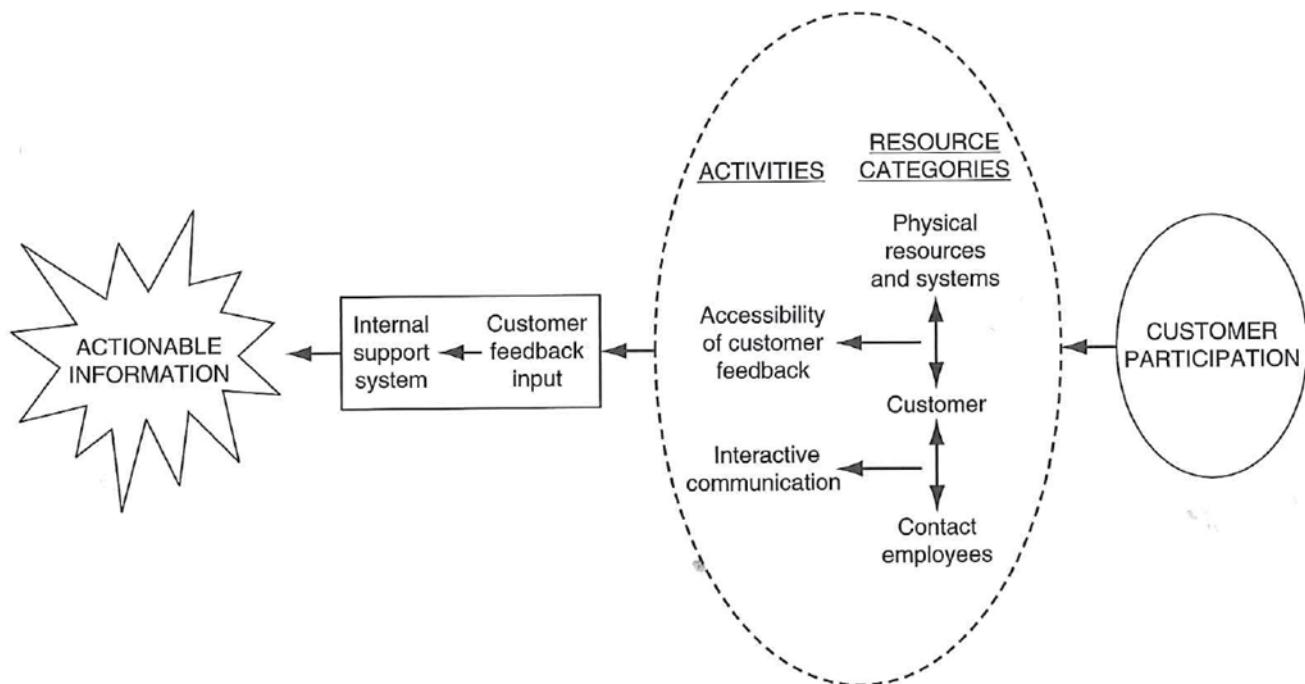 ACTIVITIES
RESOURCE
CATEGORIES
Physical
resources
and systems
Accessibility
of customer
feedback
Customer
Interactive
communication
Contact
employees
Internal
support
system
Customer
feedback
input
ACTIONABLE
INFORMATION
CUSTOMER
PARTICIPATION